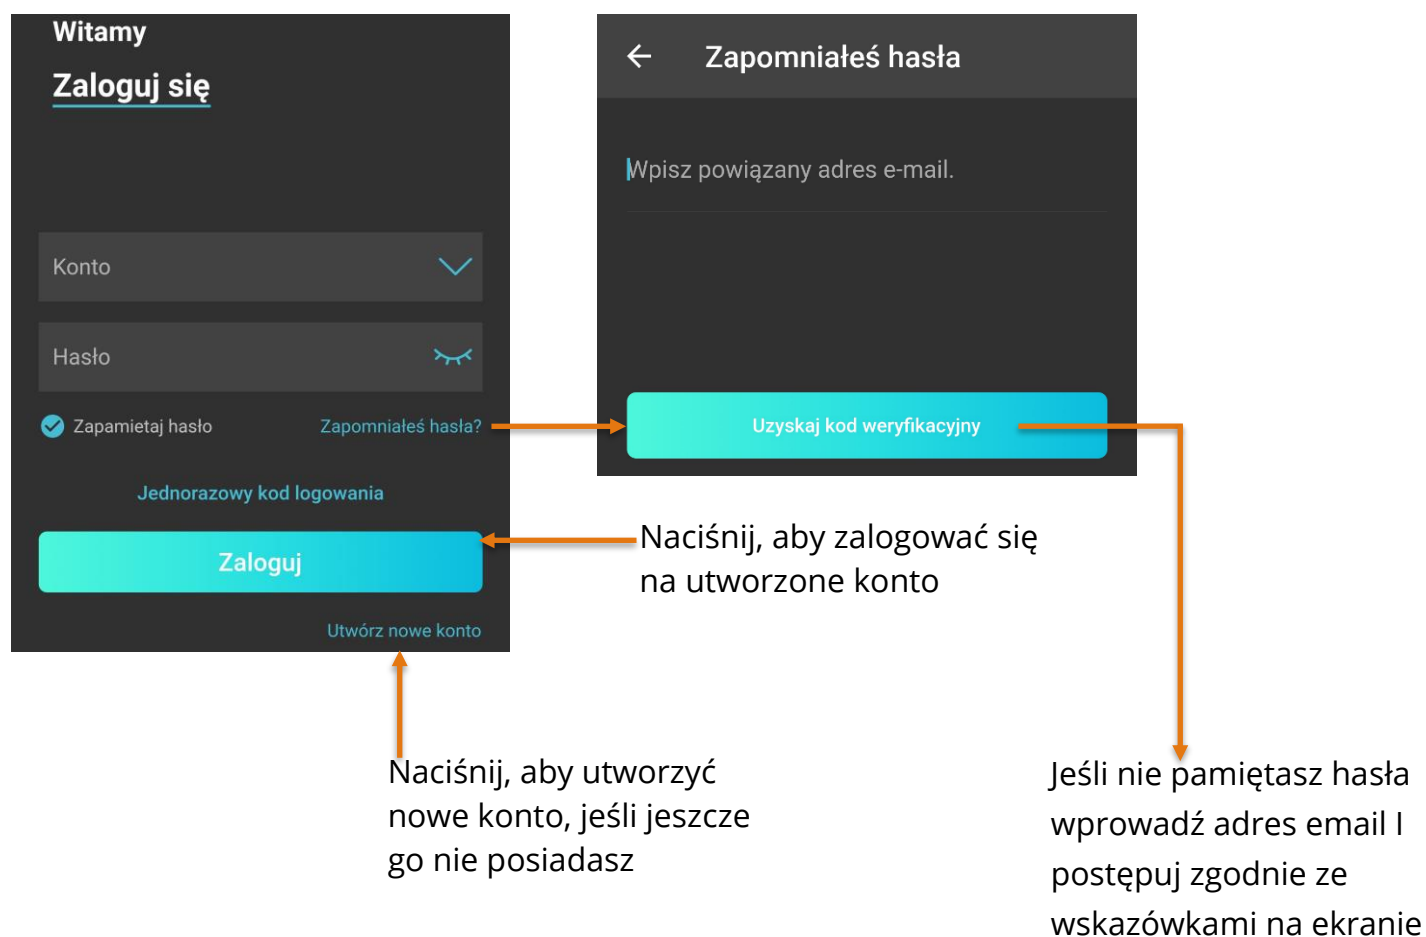 Witamy
Zaloguj się
Konto
Hasło
Zapamietaj hasło
Zapomniałeś hasła?
Jednorazowy kod logowania
Zaloguj
Utwórz nowe konto
Zapomniałeś hasła
Wpisz powiązany adres e-mail.
Uzyskaj kod weryfikacyjny
Naciśnij, aby zalogować się
na utworzone konto
Naciśnij, aby utworzyć
nowe konto, jeśli jeszcze
go nie posiadasz
Jeśli nie pamiętasz hasła
wprowadź adres email I
postępuj zgodnie ze
wskazówkami na ekranie